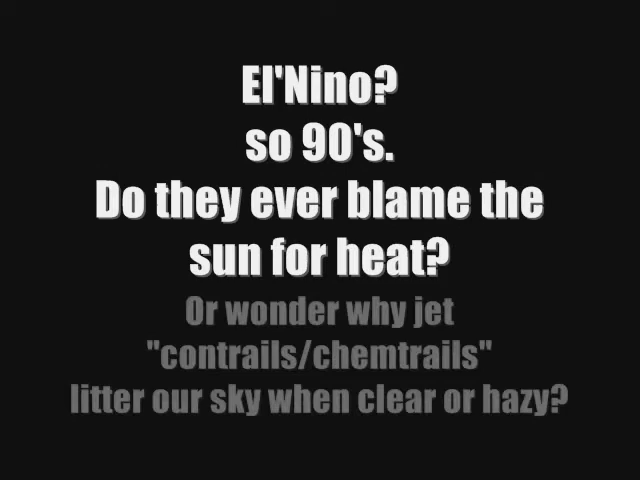 El'Nino?
so 90's.
Do they ever blame the
sun for heat?
Or wonder why jet
"contrails/chemtrails"
litter our sky when clear or hazy?